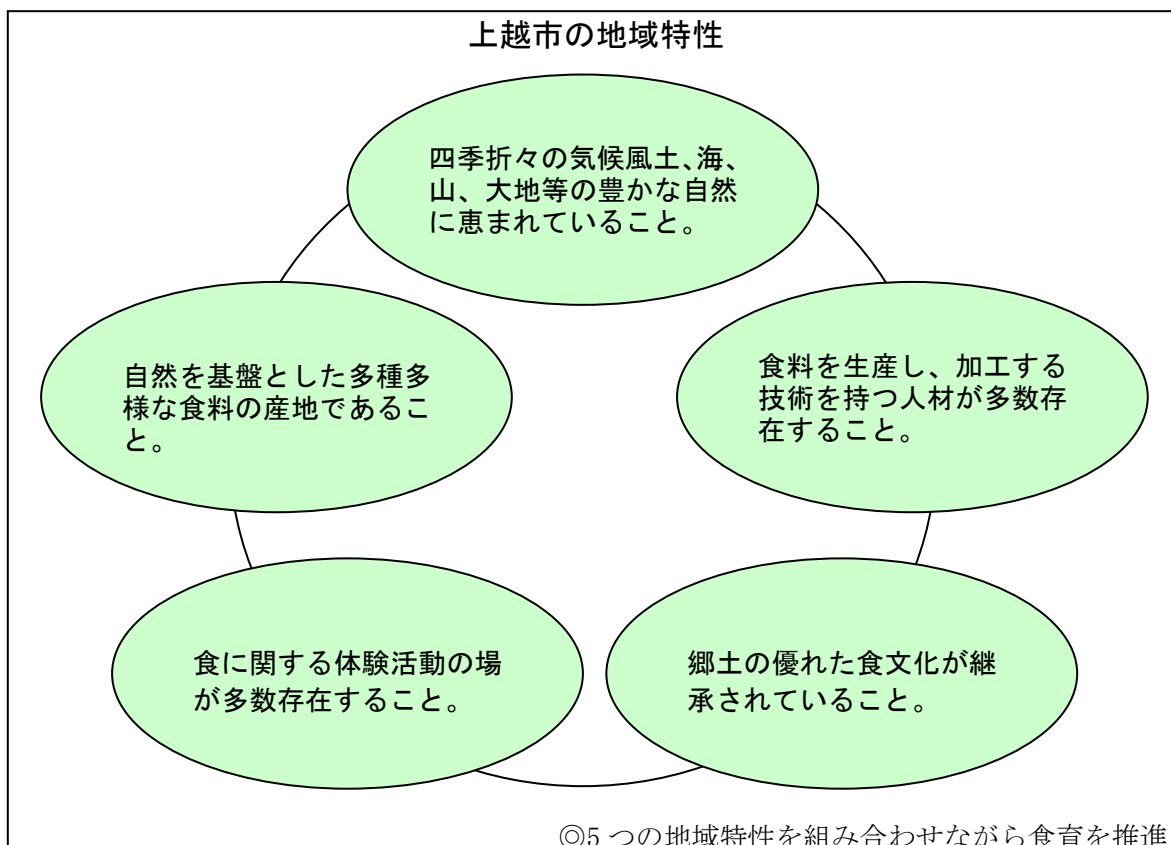 上越市の地域特性
四季折々の気候風土、海、
山、大地等の豊かな自然
に恵まれていること。
自然を基盤とした多種多
様な食料の産地であるこ
と。
食料を生産し、加工する
技術を持つ人材が多数存
在すること。
食に関する体験活動の場
が多数存在すること。
郷土の優れた食文化が継
承されていること。
◎5つの地域特性を組み合わせながら食育を推進